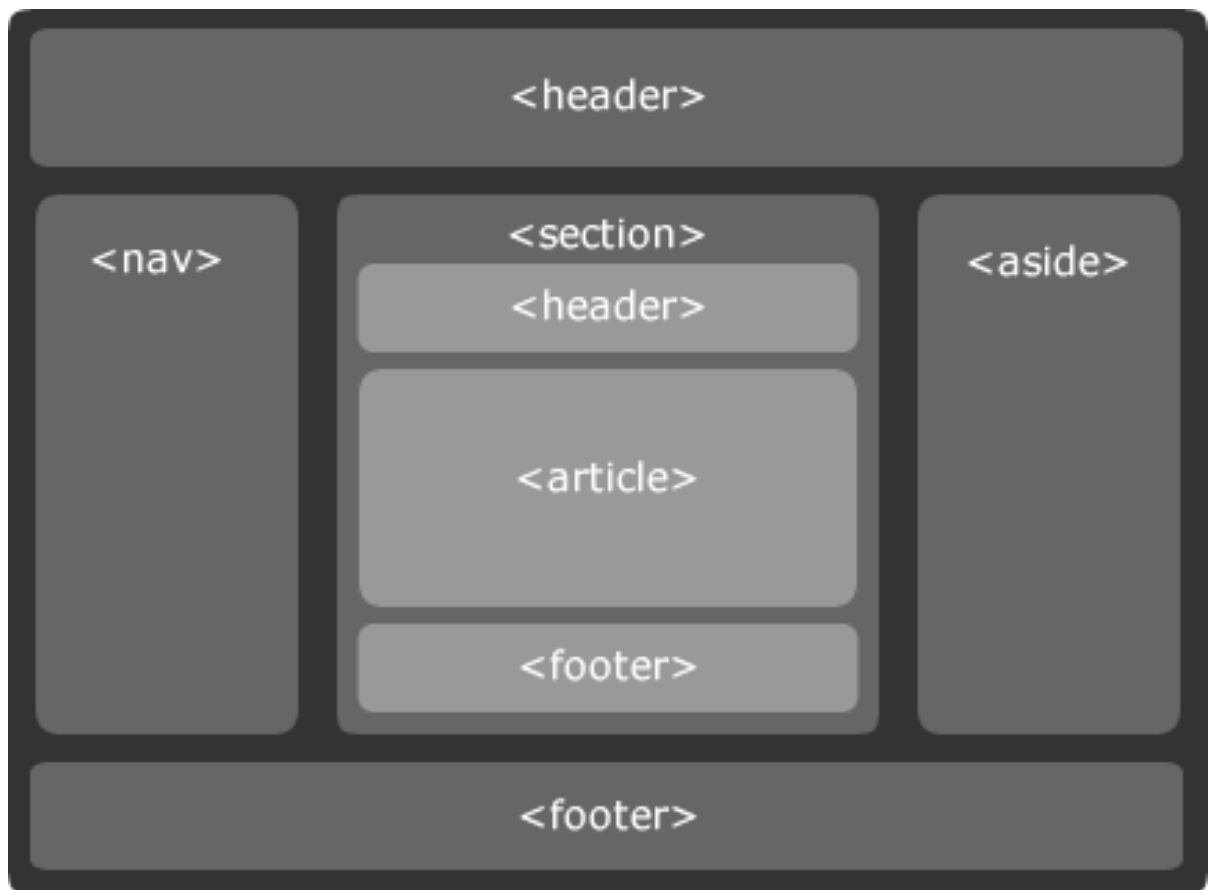 <header>
<nav>
<section>
<header>
<article>
<footer>
<aside>
<footer>